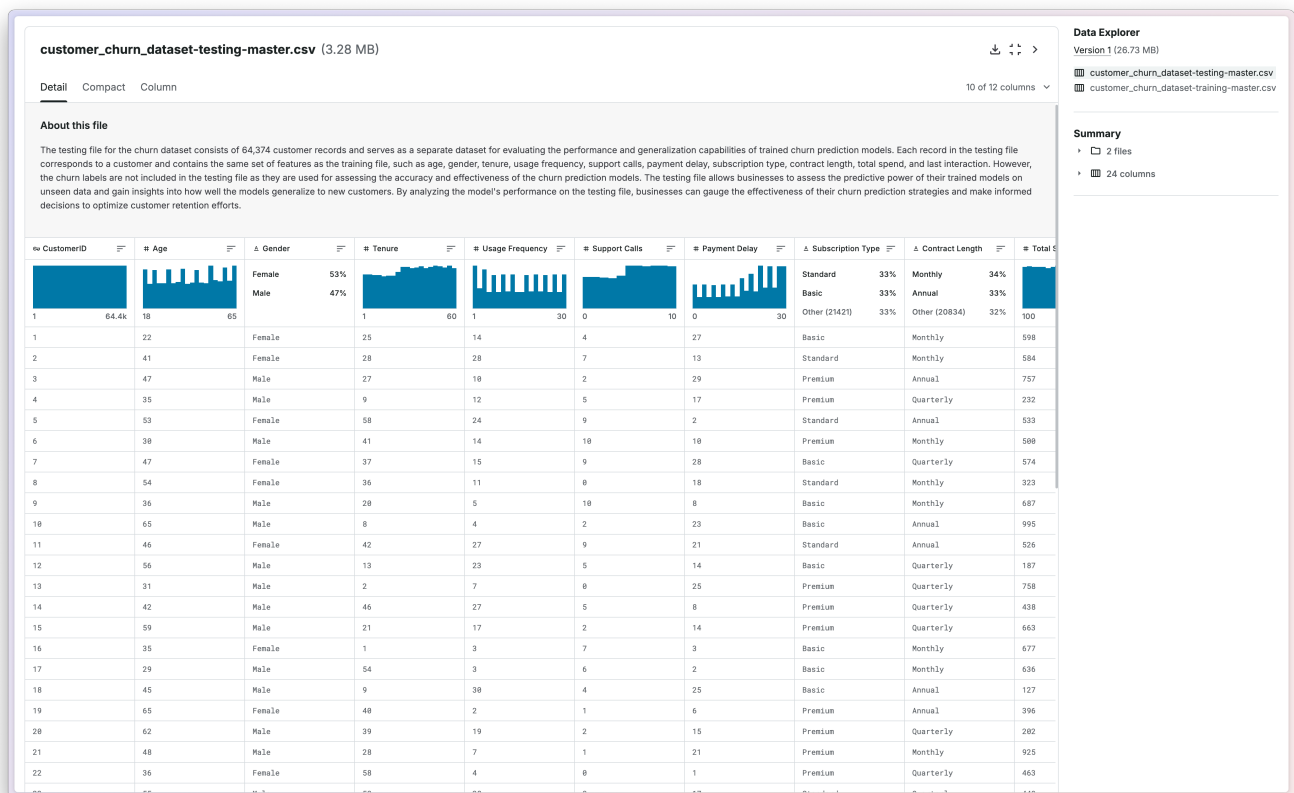 customer_churn_dataset-testing-master.csv (3.28 MB)
Detail Compact Column
10 of 12 columns
About this file
The testing file for the churn dataset consists of 64,374 customer records and serves as a separate dataset for evaluating the performance and generalization capabilities of trained churn prediction models. Each record in the testing file
corresponds to a customer and contains the same set of features as the training file, such as age, gender, tenure, usage frequency, support calls, payment delay, subscription type, contract length, total spend, and last interaction. However,
the churn labels are not included in the testing file as they are used for assessing the accuracy and effectiveness of the churn prediction models. The testing file allows businesses to assess the predictive power of their trained models on
unseen data and gain insights into how well the models generalize to new customers. By analyzing the model's performance on the testing file, businesses can gauge the effectiveness of their churn prediction strategies and make informed
decisions to optimize customer retention efforts.
CustomerID # Age Gender # Tenure # Usage Frequency # Support Calls # Payment Delay Subscription Type Contract Length # Total S
Female 53% Standard 33% Monthly 34%
Male 47% Basic 33% Annual 33%
Other (21421) 33% Other (20834) 32%
1 64.4k 18 65 1 60 1 30 0 10 0 30 100
1 22 Female 25 14 4 27 Basic Monthly 598
2 41 Female 28 28 7 13 Standard Monthly 584
3 47 Male 27 10 2 29 Premium Annual 757
4 35 Male 9 12 5 17 Premium Quarterly 232
5 53 Female 58 24 9 2 Standard Annual 533
6 30 Male 41 14 10 10 Premium Monthly 500
7 47 Female 37 15 9 28 Basic Quarterly 574
8 54 Female 36 11 0 18 Standard Monthly 323
9 36 Male 20 5 10 8 Basic Monthly 687
10 65 Male 8 4 2 23 Basic Annual 995
11 46 Female 42 27 9 21 Standard Annual 526
12 56 Male 13 23 5 14 Basic Quarterly 187
13 31 Male 2 7 0 25 Premium Quarterly 758
14 42 Male 46 27 5 8 Premium Quarterly 438
15 59 Male 21 17 2 14 Premium Quarterly 663
16 35 Female 1 3 7 3 Basic Monthly 677
17 29 Male 54 3 6 2 Basic Monthly 636
18 45 Male 9 30 4 25 Basic Annual 127
19 65 Female 40 2 1 6 Premium Annual 396
20 62 Male 39 19 2 15 Premium Quarterly 202
21 48 Male 28 7 1 21 Premium Monthly 925
22 36 Female 58 4 0 1 Premium Quarterly 463
Data Explorer
Version 1 (26.73 MB)
customer_churn_dataset-testing-master.csv
customer_churn_dataset-training-master.csv
Summary
2 files
24 columns